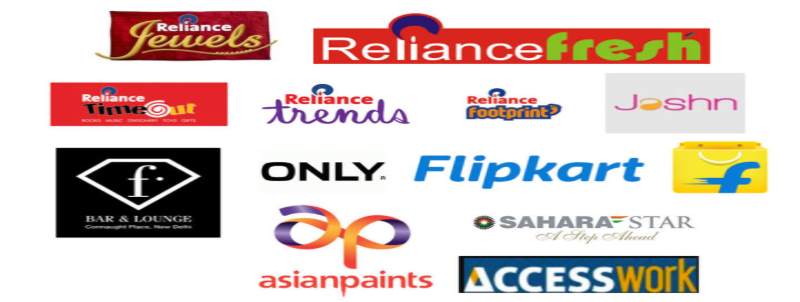 Reliance
Jewels
Reliancefresh
Reliance
TimeOut
BOOKS MUSIC STATIONERY TOYS GIFTS
Reliance
trends
Reliance
footprint
Joshn
f.
BAR & LOUNGE
Connaught Place, New Delhi
ONLY
Flipkart
f
ap
asianpaints
SAHARA STAR
A Step Ahead
ACCESSWORK